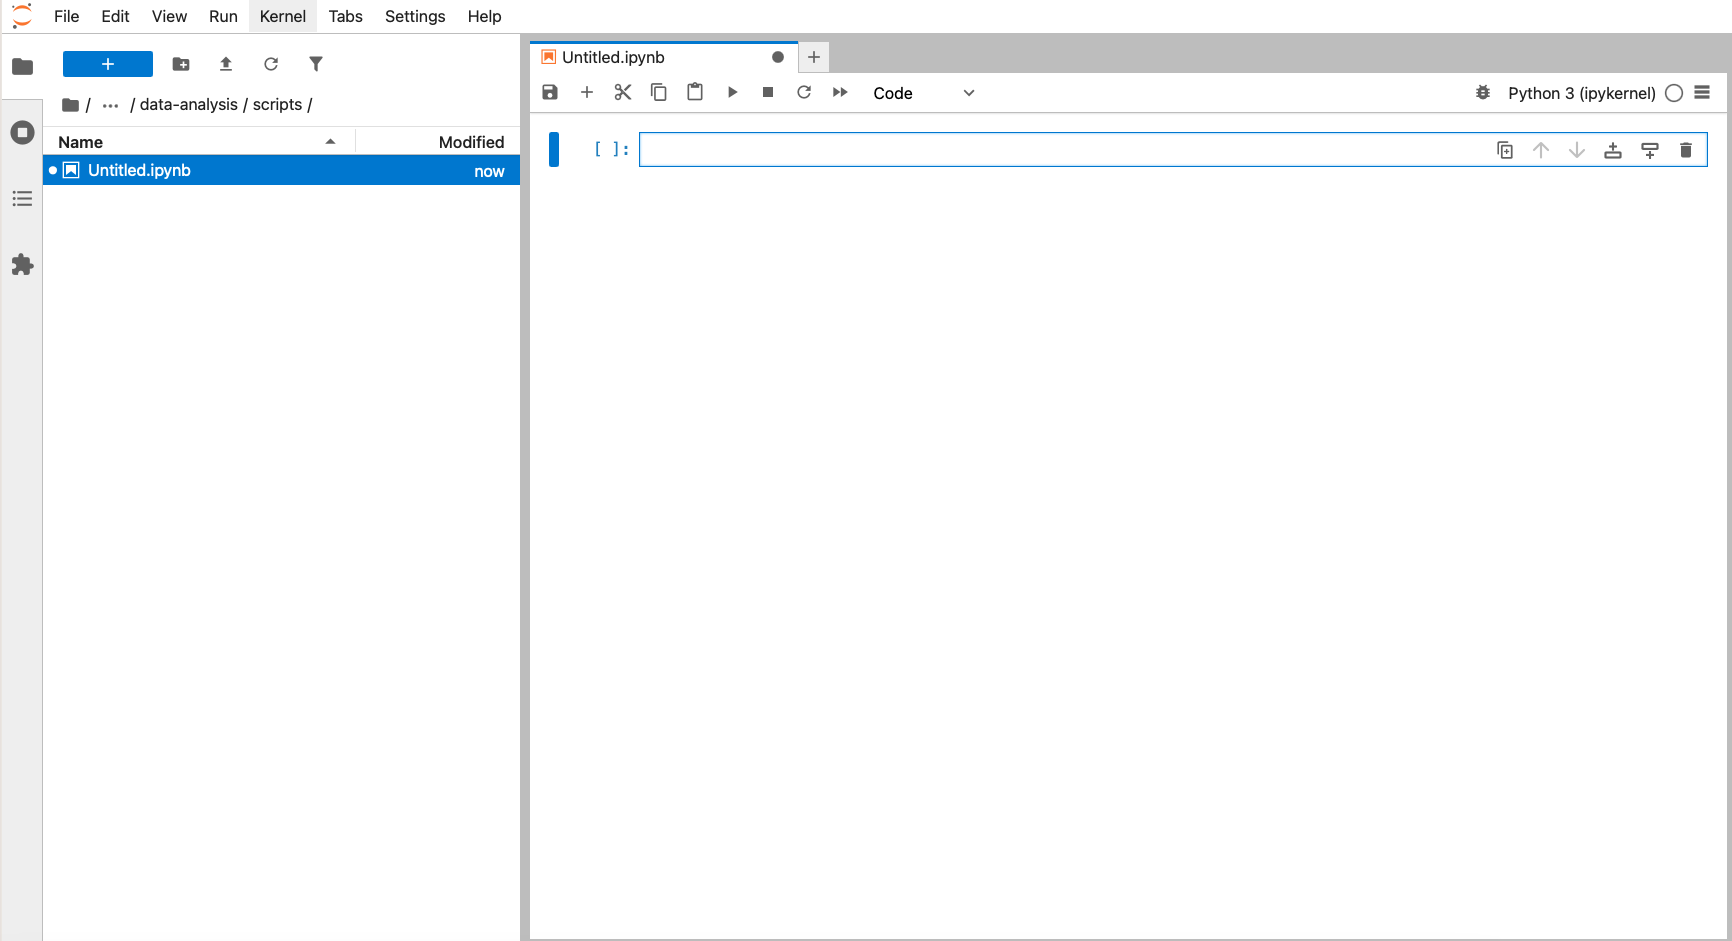 File Edit View Run Kernel Tabs Settings Help
/ ... / data-analysis / scripts /
Name Modified
Untitled.ipynb now
Untitled.ipynb
Code Python 3 (ipykernel)
[ ]: